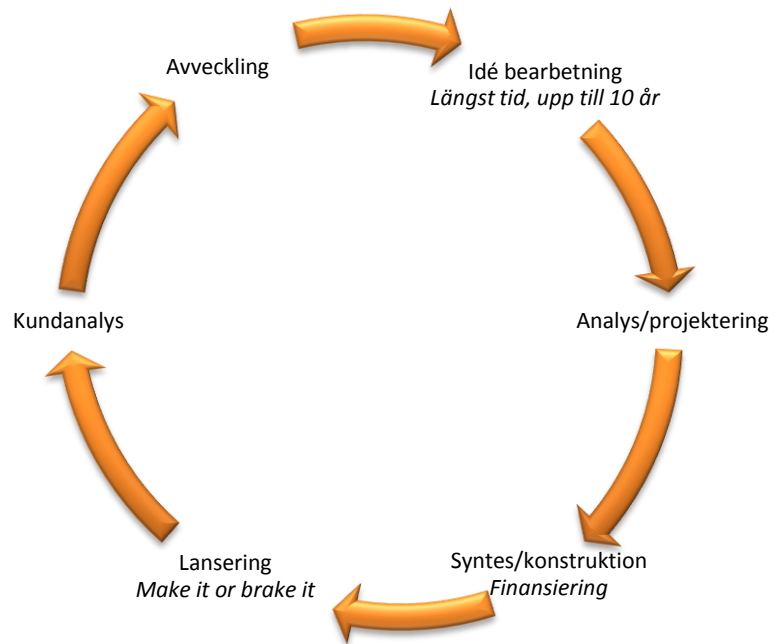 Avveckling
Idé bearbetning
Längst tid, upp till 10 år
Kundanalys
Analys/projektering
Lansering
Make it or brake it
Syntes/konstruktion
Finansiering